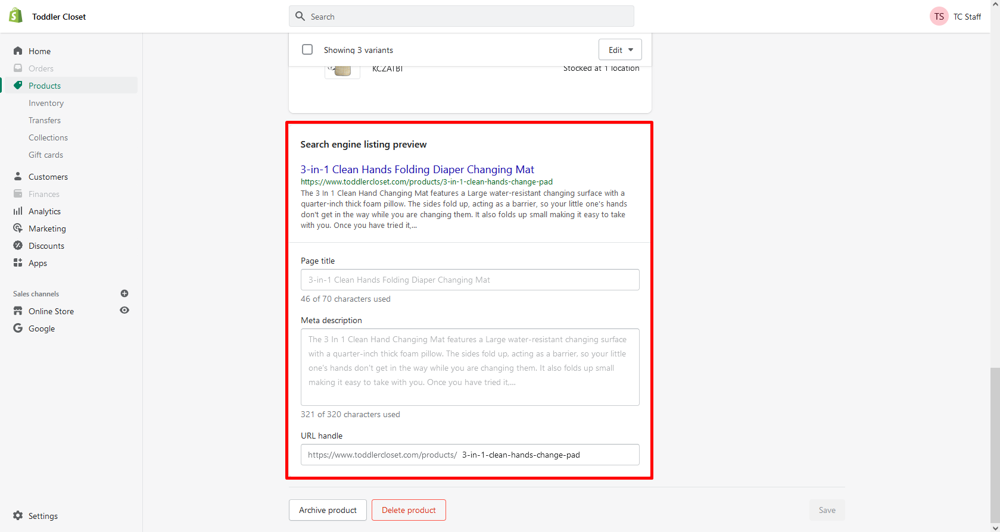 Toddler Closet
Search
TS
TC Staff
Home
Orders
Products
Inventory
Transfers
Collections
Gift cards
Customers
Finances
Analytics
Marketing
Discounts
Apps
Sales channels
Online Store
Google
Settings
Showing 3 variants
Edit
KCZATBT
Stocked at 1 location
Search engine listing preview
3-in-1 Clean Hands Folding Diaper Changing Mat
https://www.toddlercloset.com/products/3-in-1-clean-hands-change-pad
The 3 In 1 Clean Hand Changing Mat features a Large water-resistant changing surface with a
quarter-inch thick foam pillow. The sides fold up, acting as a barrier, so your little one's hands
don't get in the way while you are changing them. It also folds up small making it easy to take
with you. Once you have tried it,...
Page title
3-in-1 Clean Hands Folding Diaper Changing Mat
46 of 70 characters used
Meta description
The 3 In 1 Clean Hand Changing Mat features a Large water-resistant changing surface
with a quarter-inch thick foam pillow. The sides fold up, acting as a barrier, so your little
one's hands don't get in the way while you are changing them. It also folds up small
making it easy to take with you. Once you have tried it,...
321 of 320 characters used
URL handle
https://www.toddlercloset.com/products/ 3-in-1-clean-hands-change-pad
Archive product
Delete product
Save